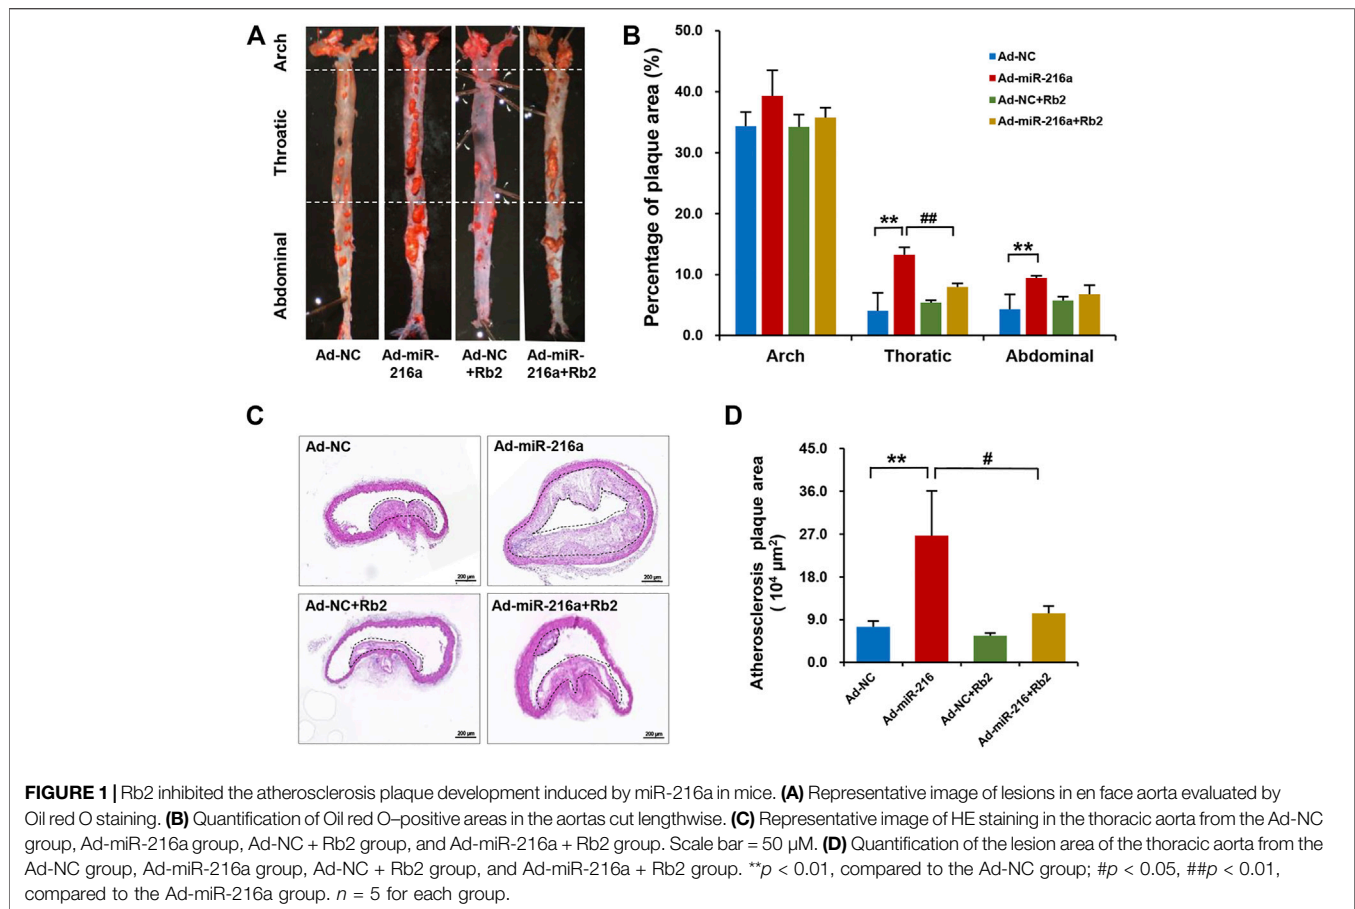 A
Arch
Throatic
Abdominal
Ad-NC
Ad-miR-
216a
Ad-NC
+Rb2
Ad-miR-
216a+Rb2
B
Percentage of plaque area (%)
50.0
40.0
30.0
20.0
10.0
0.0
Ad-NC
Ad-miR-216a
Ad-NC+Rb2
Ad-miR-216a+Rb2
**
##
**
Arch
Thoratic
Abdominal
C
Ad-NC
200 μm
Ad-miR-216a
200 μm
Ad-NC+Rb2
200 μm
Ad-miR-216a+Rb2
200 μm
D
Atherosclerosis plaque area
( 10⁴ μm²)
45.0
36.0
27.0
18.0
9.0
0.0
**
#
Ad-NC
Ad-miR-216
Ad-NC+Rb2
Ad-miR-216+Rb2
FIGURE 1 | Rb2 inhibited the atherosclerosis plaque development induced by miR-216a in mice. (A) Representative image of lesions in en face aorta evaluated by
Oil red O staining. (B) Quantification of Oil red O–positive areas in the aortas cut lengthwise. (C) Representative image of HE staining in the thoracic aorta from the Ad-NC
group, Ad-miR-216a group, Ad-NC + Rb2 group, and Ad-miR-216a + Rb2 group. Scale bar = 50 μM. (D) Quantification of the lesion area of the thoracic aorta from the
Ad-NC group, Ad-miR-216a group, Ad-NC + Rb2 group, and Ad-miR-216a + Rb2 group. **p < 0.01, compared to the Ad-NC group; #p < 0.05, ##p < 0.01,
compared to the Ad-miR-216a group. n = 5 for each group.